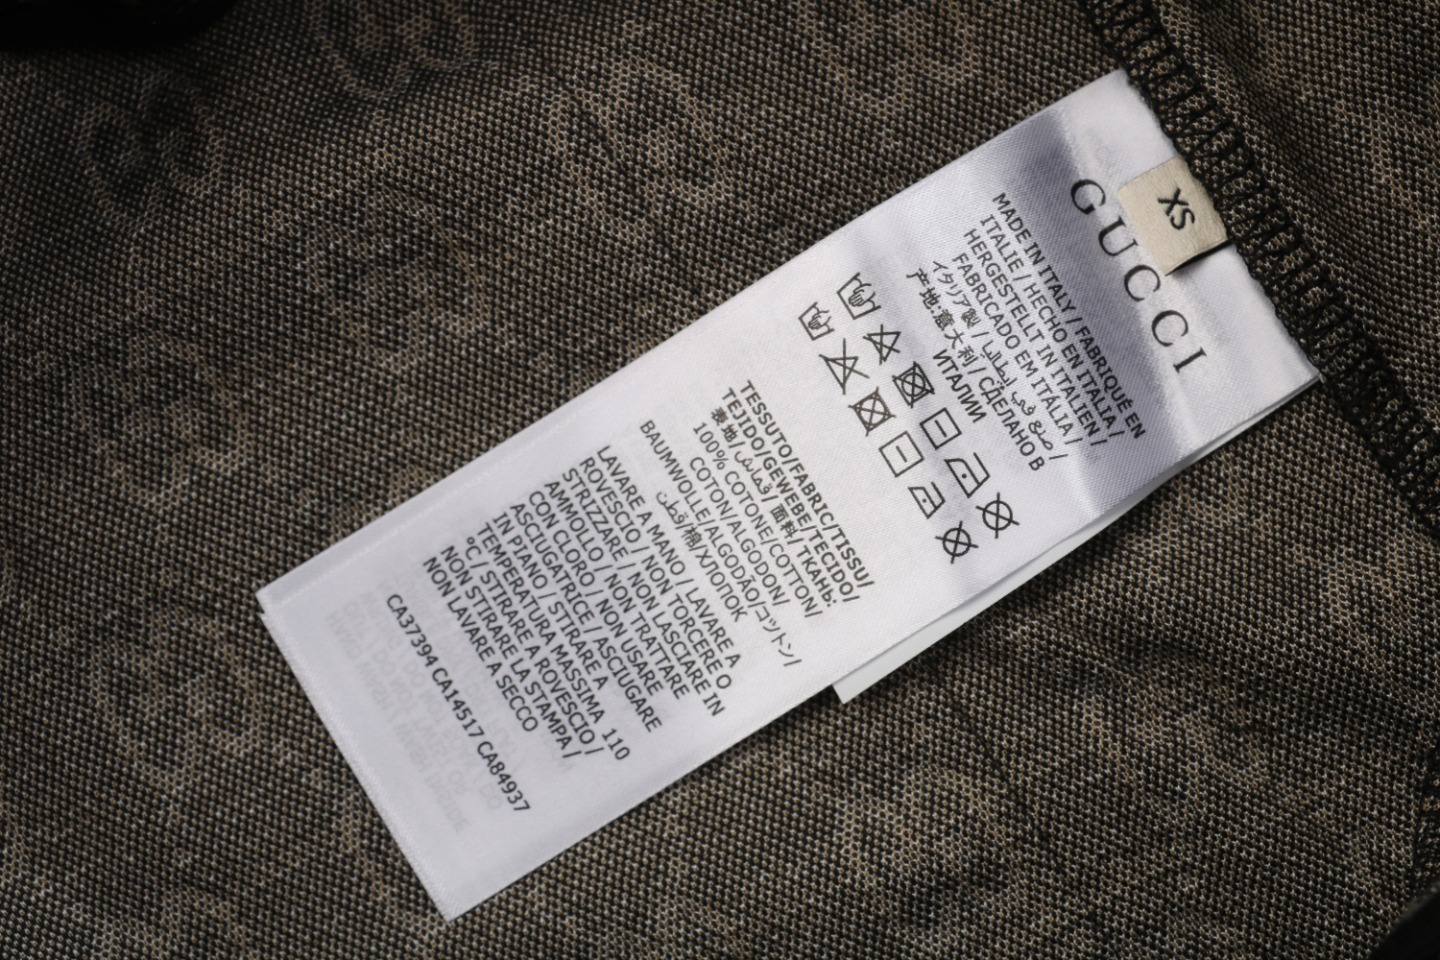 XS
GUCCI
MADE IN ITALY / FABRIQUÉ EN
ITALIE / HECHO EN ITALIA /
HERGESTELLT IN ITALIEN /
FABRICADO EM ITÁLIA /
イタリア製 / صنع في إيطاليا /
产地:意大利 / СДЕЛАНО В
ИТАЛИИ
TESSUTO/FABRIC/TISSU/
TEJIDO/GEWEBE/TECIDO/
表地/قماش/面料/ТКАНЬ:
100% COTONE/COTTON/
COTON/ALGODON/
BAUMWOLLE/ALGODÃO/コットン/
قطن/棉/ХЛОПОК
LAVARE A MANO / LAVARE A
ROVESCIO / NON TORCERE O
STRIZZARE / NON LASCIARE IN
AMMOLLO / NON TRATTARE
CON CLORO / NON USARE
ASCIUGATRICE / ASCIUGARE
IN PIANO / STIRARE A
TEMPERATURA MASSIMA 110
°C / STIRARE A ROVESCIO /
NON STIRARE LA STAMPA /
NON LAVARE A SECCO
CA37394 CA14517 CA84937